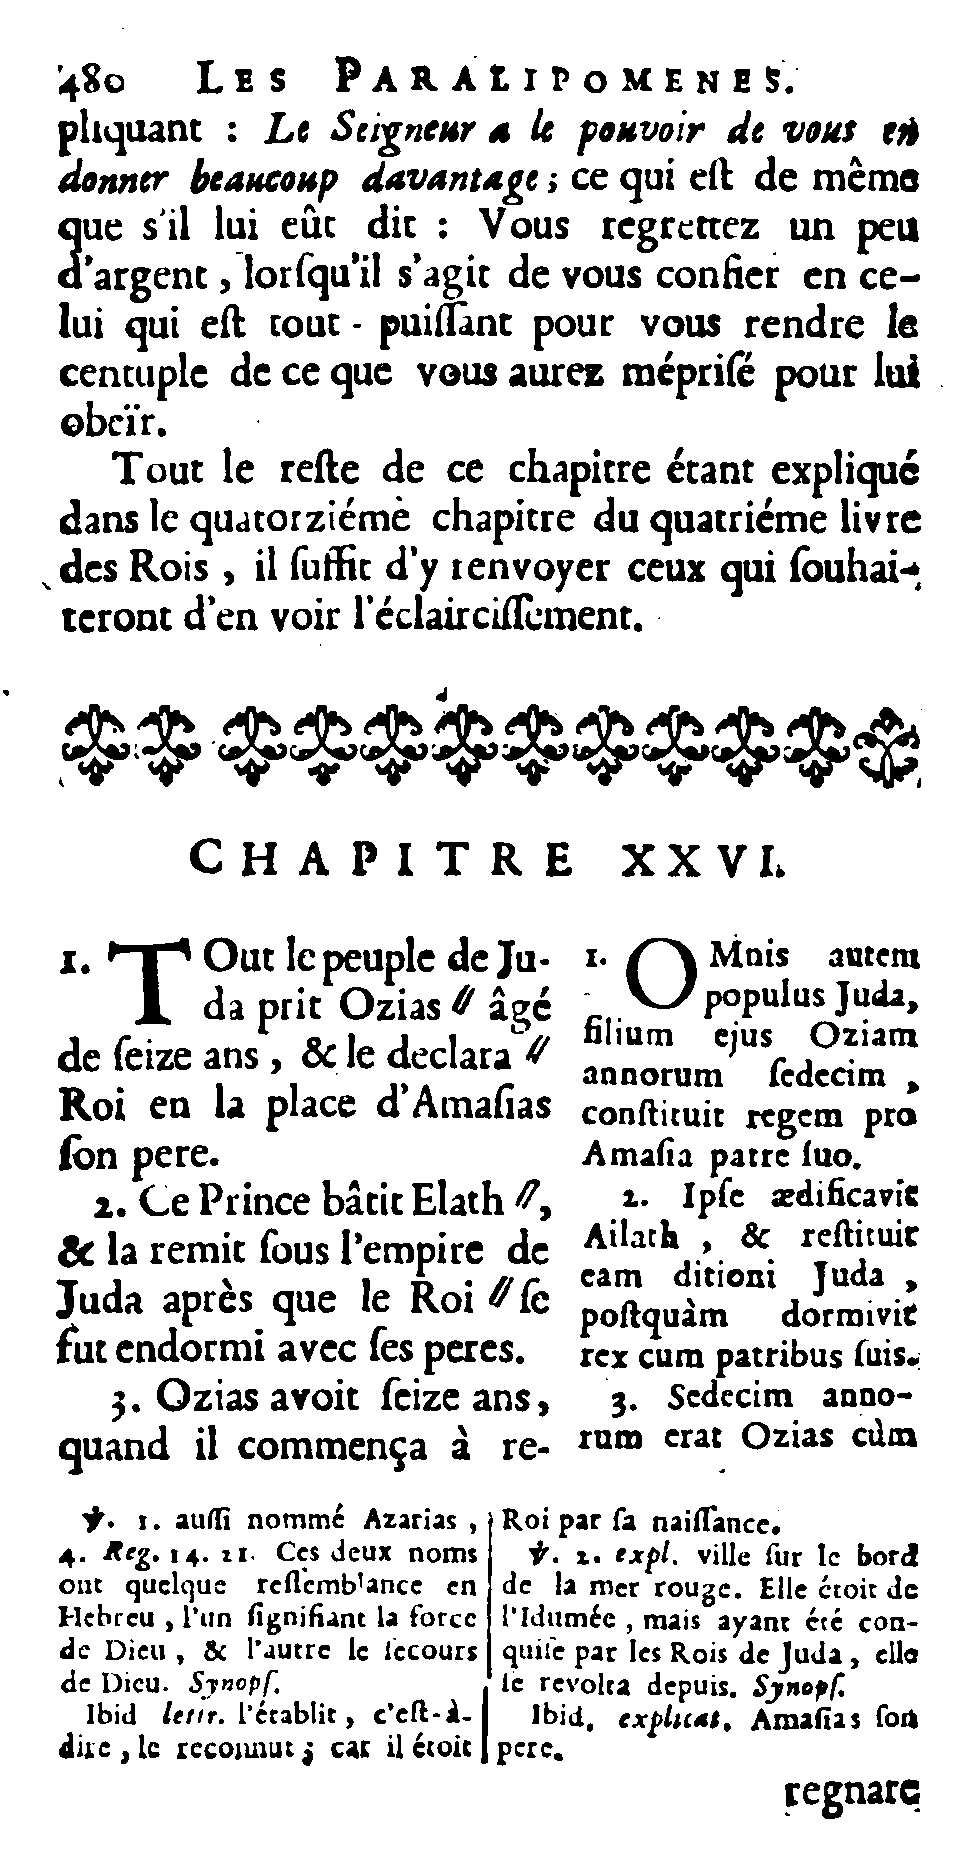 480 LES PARALIPOMENES.
pliquant : Le Seigneur a le pouvoir de vous en
donner beaucoup davantage ; ce qui eſt de même
que s'il lui eût dit : Vous regrettez un peu
d'argent , lorſqu'il s'agit de vous confier en ce-
lui qui eſt tout - puiſſant pour vous rendre le
centuple de ce que vous aurez mépriſé pour lui
obeïr.
Tout le reſte de ce chapitre étant expliqué
dans le quatorziéme chapitre du quatriéme livre
des Rois , il ſuffit d'y renvoyer ceux qui ſouhai-
teront d'en voir l'éclairciſſement.
CHAPITRE XXVI.
1. TOut le peuple de Ju-
da prit Ozias // âgé
de ſeize ans , & le declara //
Roi en la place d'Amaſias
ſon pere.
2. Ce Prince bâtit Elath //,
& la remit ſous l'empire de
Juda après que le Roi // ſe
fut endormi avec ſes peres.
3. Ozias avoit ſeize ans,
quand il commença à re-
1. OMnis autem
populus Juda,
filium ejus Oziam
annorum ſedecim ,
conſtituit regem pro
Amaſia patre ſuo.
2. Ipſe ædificavit
Ailath , & reſtituit
eam ditioni Juda ,
poſtquàm dormivit
rex cum patribus ſuis.
3. Sedecim anno-
rum erat Ozias cùm
℣. 1. auſſi nommé Azarias ,
4. Reg. 14. 21. Ces deux noms
ont quelque reſſemblance en
Hebreu , l'un ſignifiant la force
de Dieu , & l'autre le ſecours
de Dieu. Synopſ.
Ibid letir. l'établit , c'eſt-à-
dire , le reconnut ; car il étoit
Roi par ſa naiſſance.
℣. 2. expl. ville ſur le bord
de la mer rouge. Elle étoit de
l'Idumée , mais ayant été con-
quiſe par les Rois de Juda , elle
ſe revolta depuis. Synopſ.
Ibid. explicat. Amaſias ſon
pere.
regnare